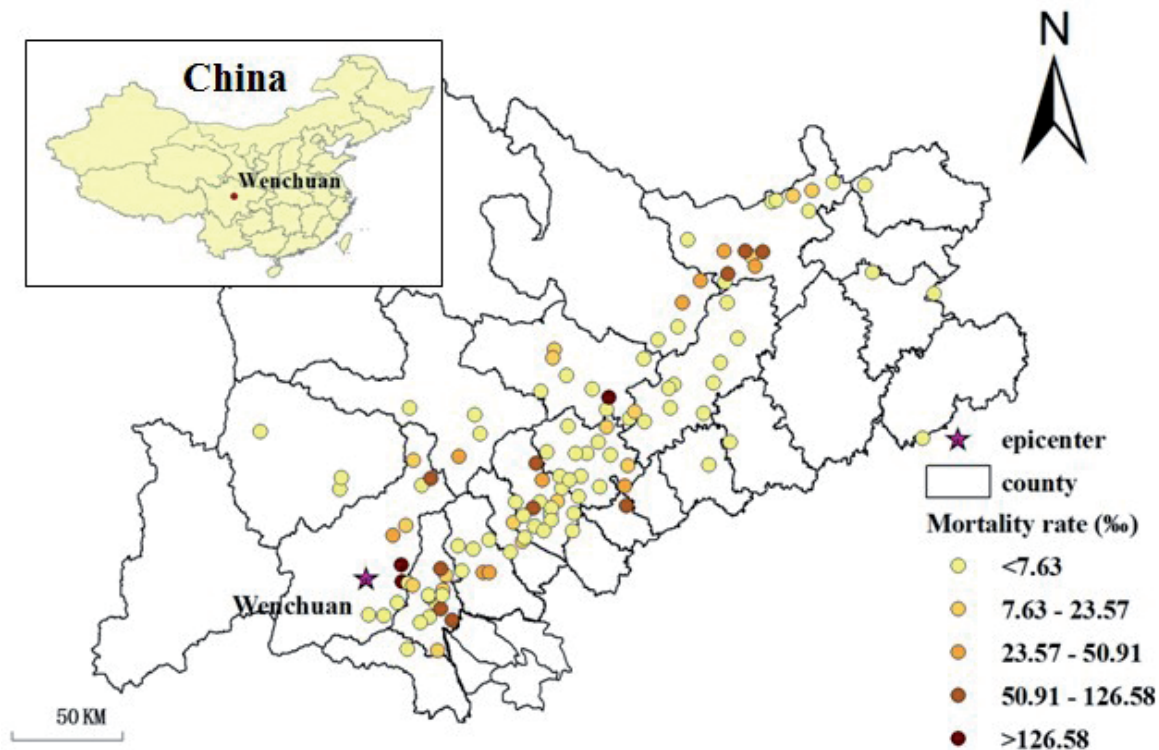 China
Wenchuan
N
Wenchuan
epicenter
county
Mortality rate (‰)
<7.63
7.63 - 23.57
23.57 - 50.91
50.91 - 126.58
>126.58
50 KM